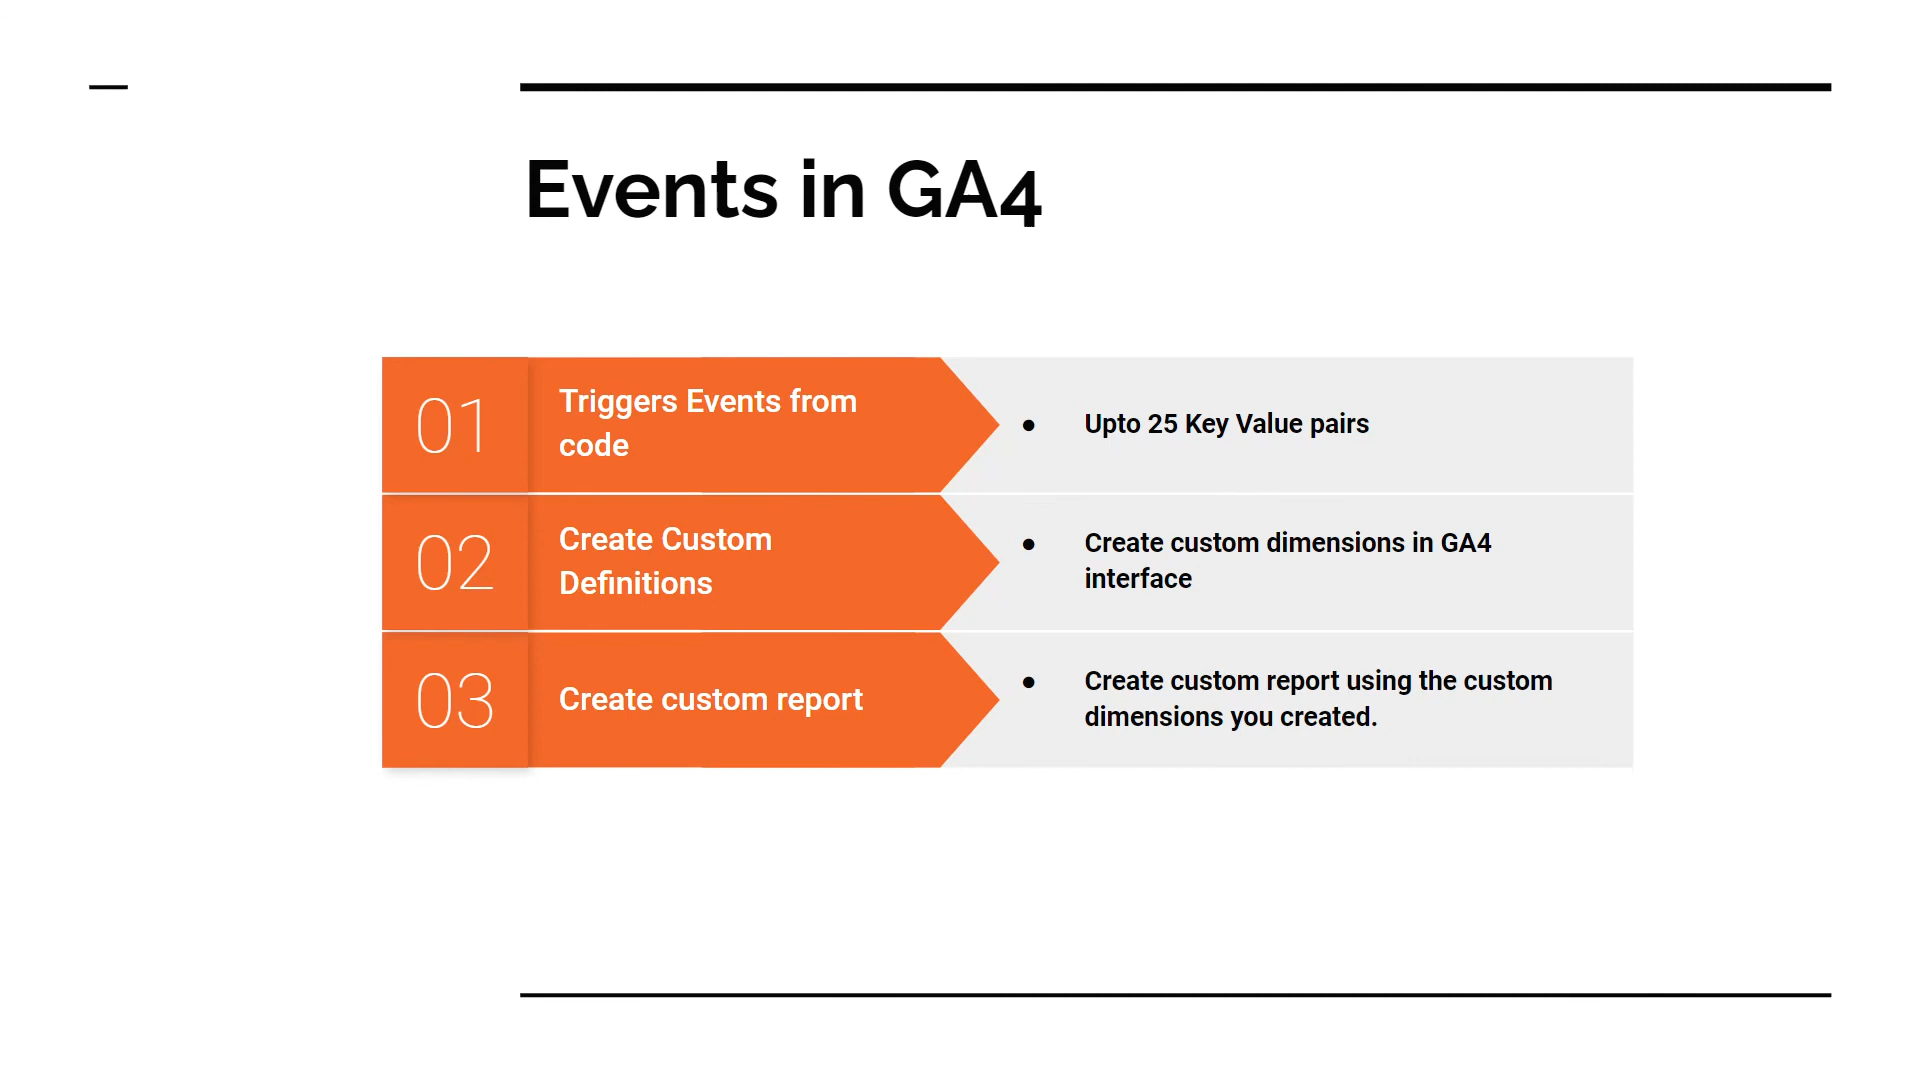 Events in GA4
01
Triggers Events from
code
● Upto 25 Key Value pairs
02
Create Custom
Definitions
● Create custom dimensions in GA4
interface
03
Create custom report
● Create custom report using the custom
dimensions you created.